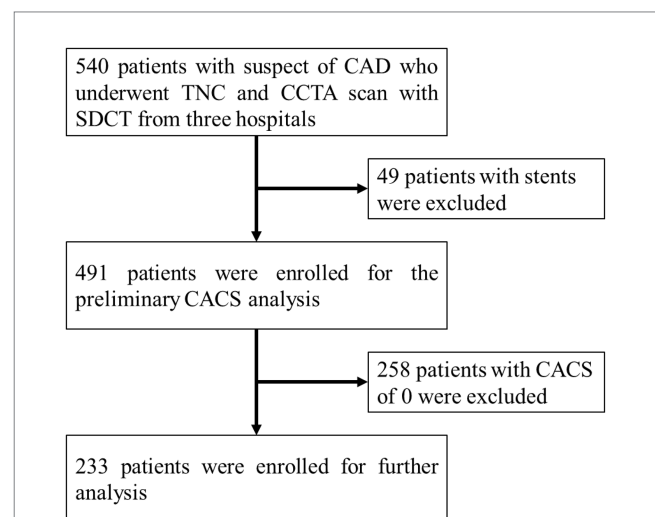 540 patients with suspect of CAD who
underwent TNC and CCTA scan with
SDCT from three hospitals
49 patients with stents
were excluded
491 patients were enrolled for the
preliminary CACS analysis
258 patients with CACS
of 0 were excluded
233 patients were enrolled for further
analysis